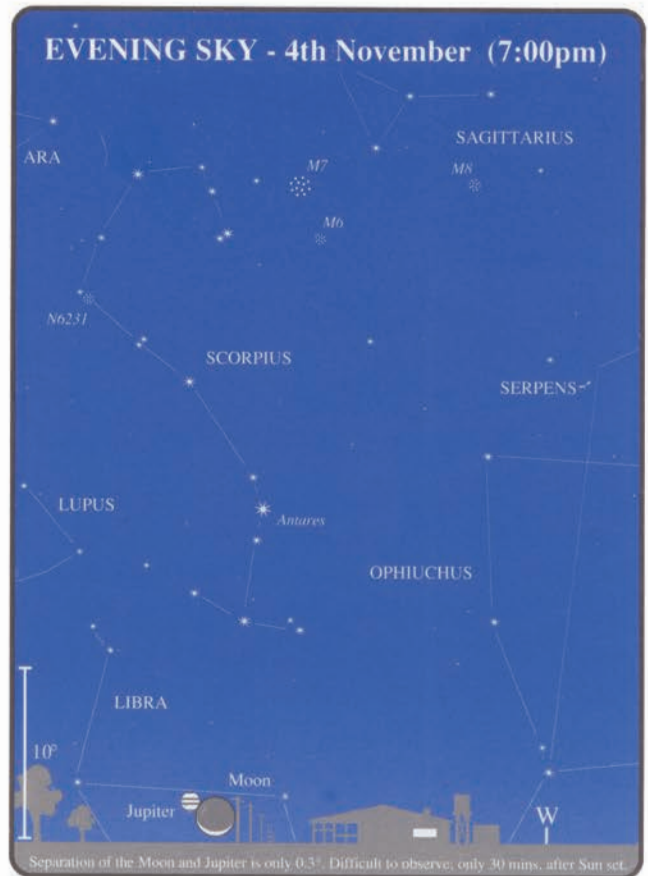 EVENING SKY - 4th November (7:00pm)
SAGITTARIUS
ARA
M7
M8
M6
N6231
SCORPIUS
SERPENS
LUPUS
Antares
OPHIUCHUS
LIBRA
10°
Moon
Jupiter
W
Separation of the Moon and Jupiter is only 0.3°. Difficult to observe, only 30 mins. after Sun set.